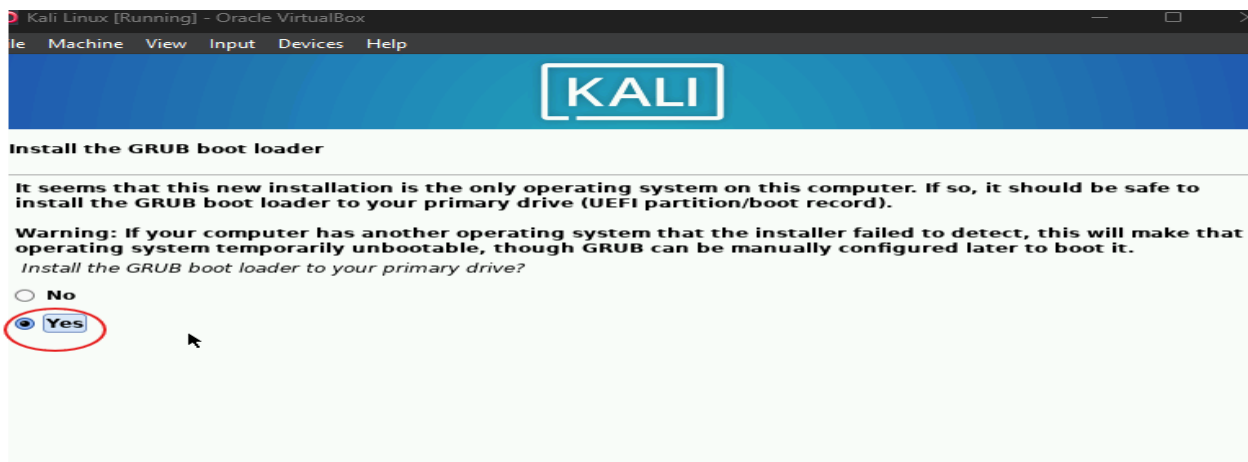 Kali Linux [Running] - Oracle VirtualBox
ile Machine View Input Devices Help
KALI
Install the GRUB boot loader
It seems that this new installation is the only operating system on this computer. If so, it should be safe to
install the GRUB boot loader to your primary drive (UEFI partition/boot record).
Warning: If your computer has another operating system that the installer failed to detect, this will make that
operating system temporarily unbootable, though GRUB can be manually configured later to boot it.
Install the GRUB boot loader to your primary drive?
No
Yes